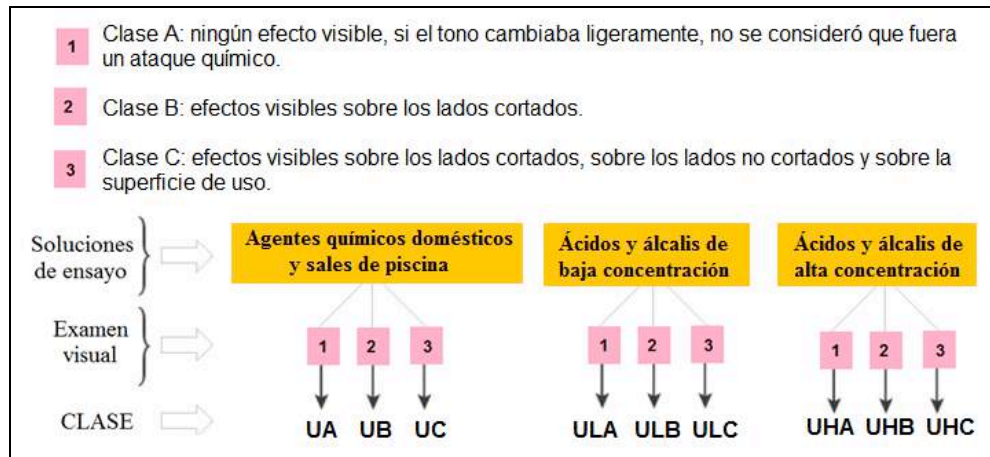 1 Clase A: ningún efecto visible, si el tono cambiaba ligeramente, no se consideró que fuera
un ataque químico.
2 Clase B: efectos visibles sobre los lados cortados.
3 Clase C: efectos visibles sobre los lados cortados, sobre los lados no cortados y sobre la
superficie de uso.
Soluciones
de ensayo
Agentes químicos domésticos
y sales de piscina
Ácidos y álcalis de
baja concentración
Ácidos y álcalis de
alta concentración
Examen
visual
1 2 3
1 2 3
1 2 3
CLASE
UA UB UC
ULA ULB ULC
UHA UHB UHC